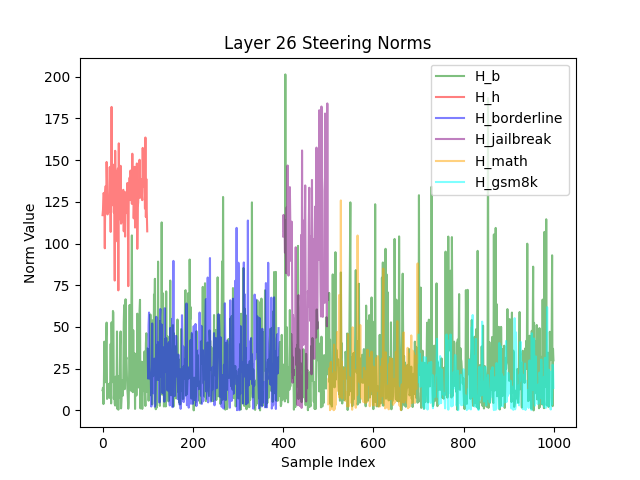 Layer 26 Steering Norms
200
175
150
125
100
75
50
25
0
Norm Value
0
200
400
600
800
1000
Sample Index
H_b
H_h
H_borderline
H_jailbreak
H_math
H_gsm8k